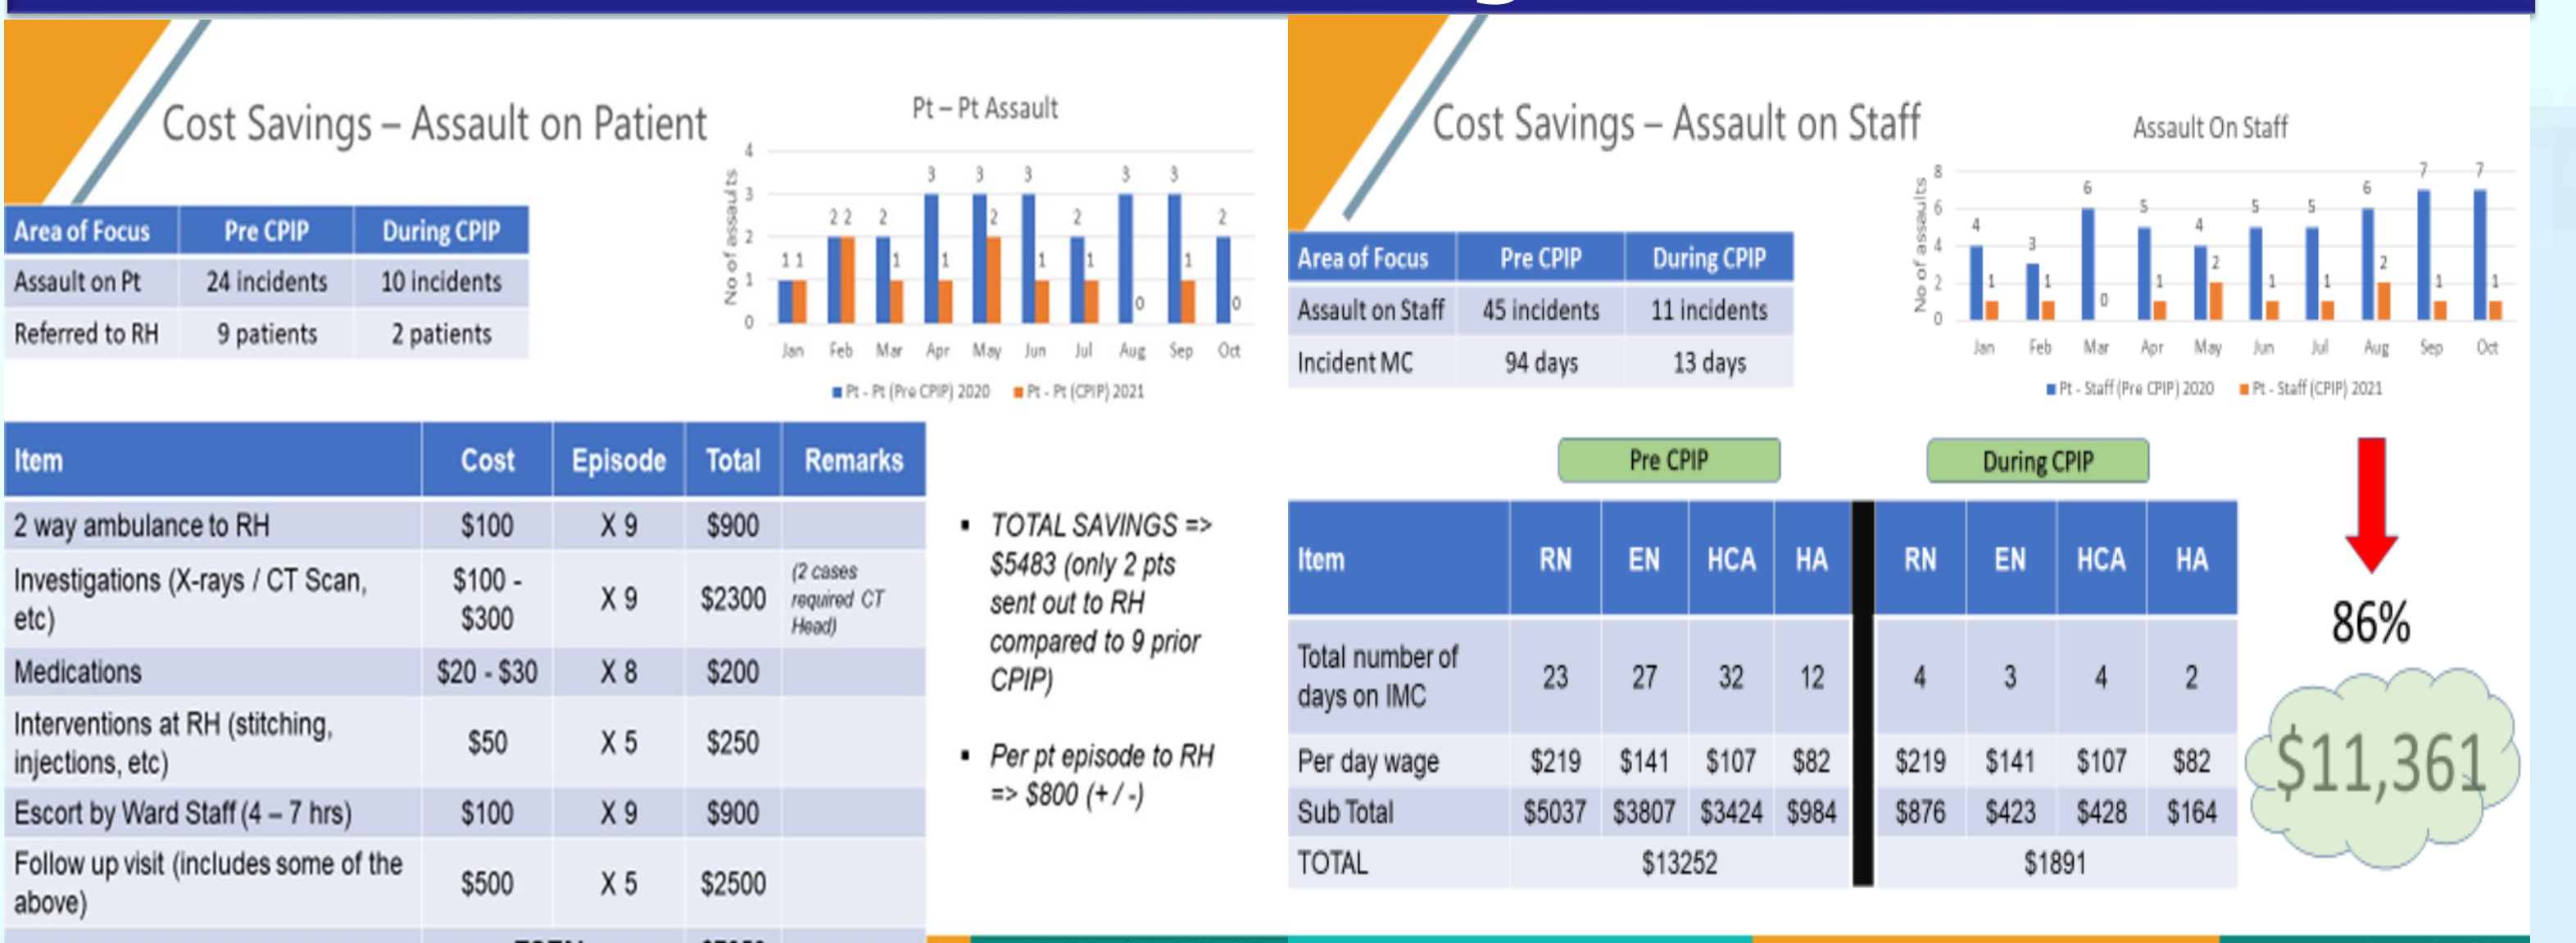 Cost Savings – Assault on Patient
Area of Focus Pre CPIP During CPIP
Assault on Pt 24 incidents 10 incidents
Referred to RH 9 patients 2 patients
Pt – Pt Assault
No of assaults
4
3
2
1
0
1 1 2 2 2 1 3 1 3 2 3 1 2 1 3 0 3 1 2 0
Jan Feb Mar Apr May Jun Jul Aug Sep Oct
Pt - Pt (Pre CPIP) 2020 Pt - Pt (CPIP) 2021
Item Cost Episode Total Remarks
2 way ambulance to RH $100 X 9 $900
Investigations (X-rays / CT Scan,
etc) $100 -
$300 X 9 $2300 (2 cases
required CT
Head)
Medications $20 - $30 X 8 $200
Interventions at RH (stitching,
injections, etc) $50 X 5 $250
Escort by Ward Staff (4 – 7 hrs) $100 X 9 $900
Follow up visit (includes some of the
above) $500 X 5 $2500
▪ TOTAL SAVINGS =>
$5483 (only 2 pts
sent out to RH
compared to 9 prior
CPIP)
▪ Per pt episode to RH
=> $800 (+ / -)
Cost Savings – Assault on Staff
Area of Focus Pre CPIP During CPIP
Assault on Staff 45 incidents 11 incidents
Incident MC 94 days 13 days
Assault On Staff
No of assaults
8
6
4
2
0
4 1 3 1 6 0 5 1 4 2 5 1 5 1 6 2 7 1 7 1
Jan Feb Mar Apr May Jun Jul Aug Sep Oct
Pt - Staff (Pre CPIP) 2020 Pt - Staff (CPIP) 2021
Pre CPIP During CPIP
Item RN EN HCA HA RN EN HCA HA
Total number of
days on IMC 23 27 32 12 4 3 4 2
Per day wage $219 $141 $107 $82 $219 $141 $107 $82
Sub Total $5037 $3807 $3424 $984 $876 $423 $428 $164
TOTAL $13252 $1891
86%
$11,361